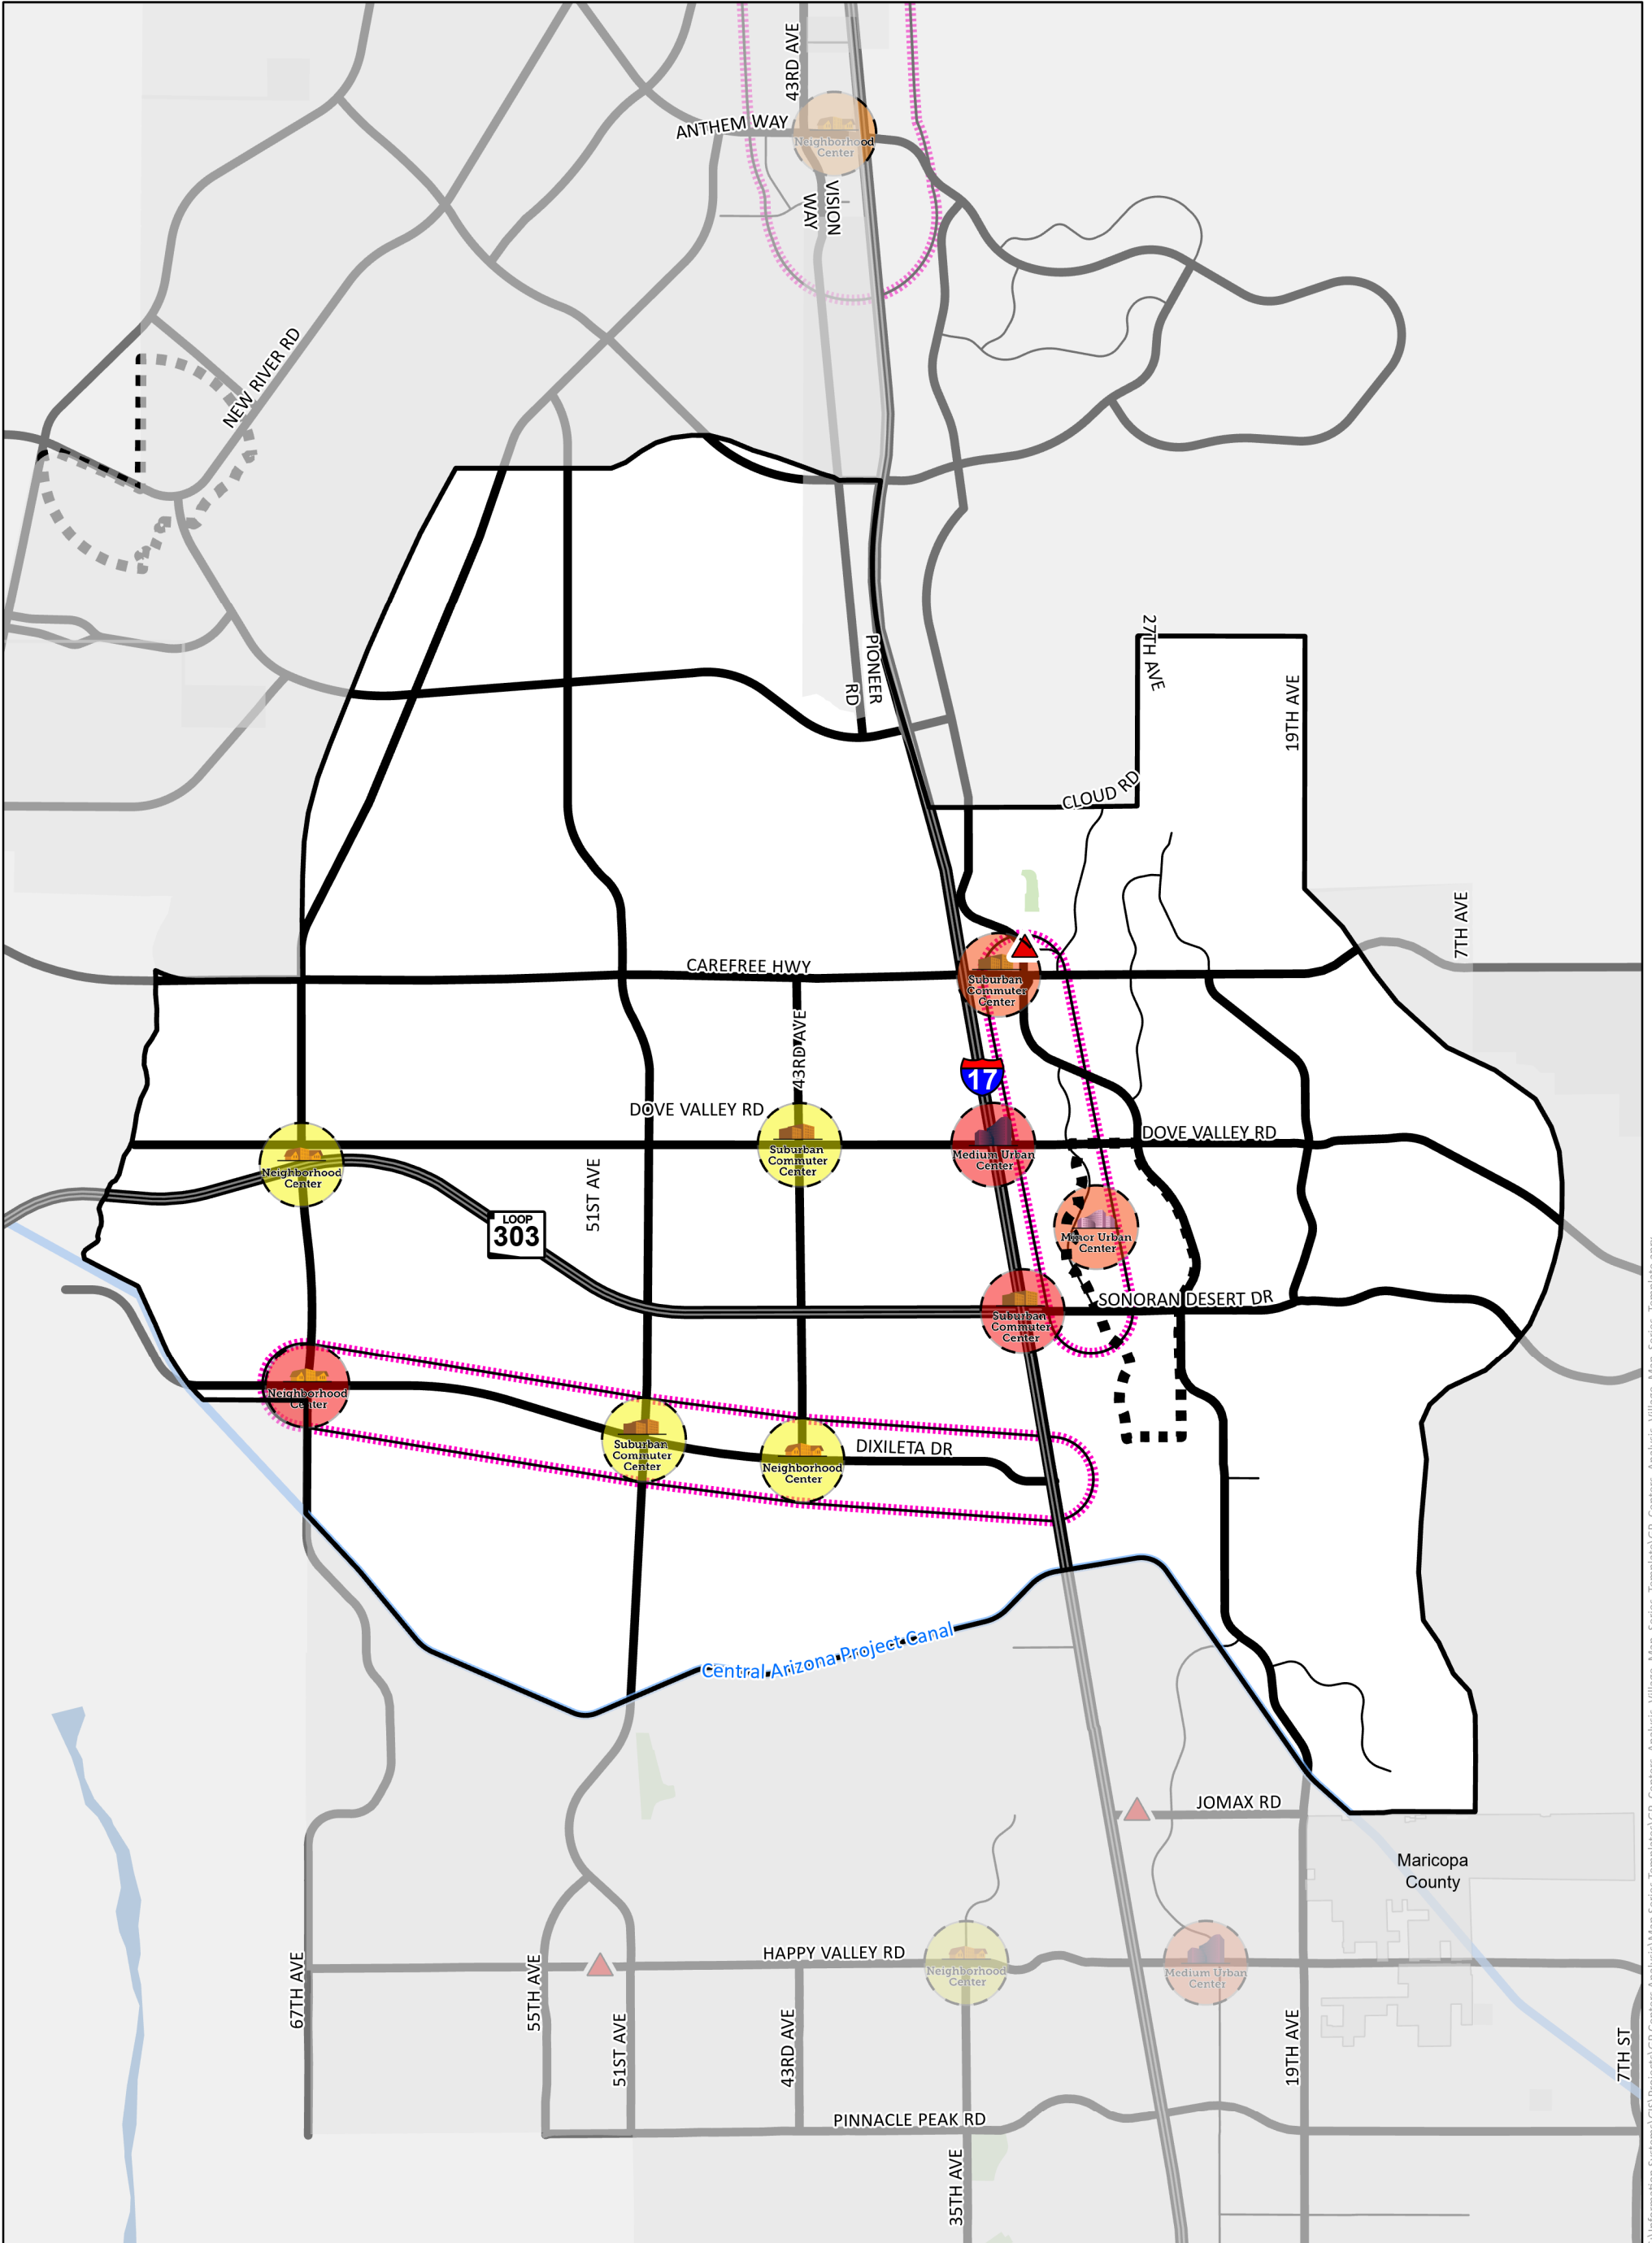 43RD AVE
ANTHEM WAY
Neighborhood
Center
VISION
WAY
NEW RIVER RD
PIONEER
RD
27TH AVE
19TH AVE
CLOUD RD
7TH AVE
CAREFREE HWY
Suburban
Commuter
Center
43RD AVE
17
DOVE VALLEY RD
DOVE VALLEY RD
Neighborhood
Center
Suburban
Commuter
Center
Medium Urban
Center
51ST AVE
LOOP
303
Minor Urban
Center
SONORAN DESERT DR
Suburban
Commuter
Center
Neighborhood
Center
Suburban
Commuter
Center
Neighborhood
Center
DIXILETA DR
Central Arizona Project Canal
JOMAX RD
Maricopa
County
HAPPY VALLEY RD
Neighborhood
Center
Medium Urban
Center
67TH AVE
55TH AVE
51ST AVE
43RD AVE
19TH AVE
7TH ST
PINNACLE PEAK RD
35TH AVE